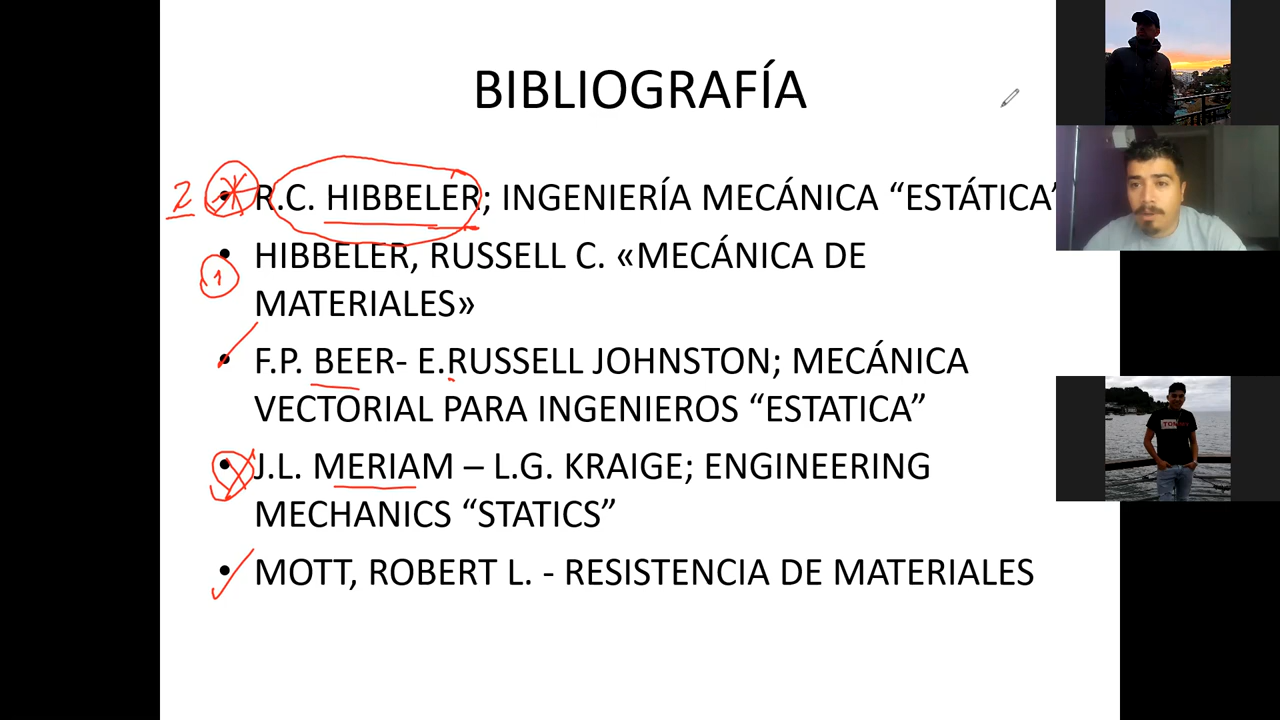 BIBLIOGRAFÍA
2 R.C. HIBBELER; INGENIERÍA MECÁNICA “ESTÁTICA”
HIBBELER, RUSSELL C. «MECÁNICA DE
1 MATERIALES»
F.P. BEER- E.RUSSELL JOHNSTON; MECÁNICA
VECTORIAL PARA INGENIEROS “ESTATICA”
J.L. MERIAM – L.G. KRAIGE; ENGINEERING
MECHANICS “STATICS”
MOTT, ROBERT L. - RESISTENCIA DE MATERIALES